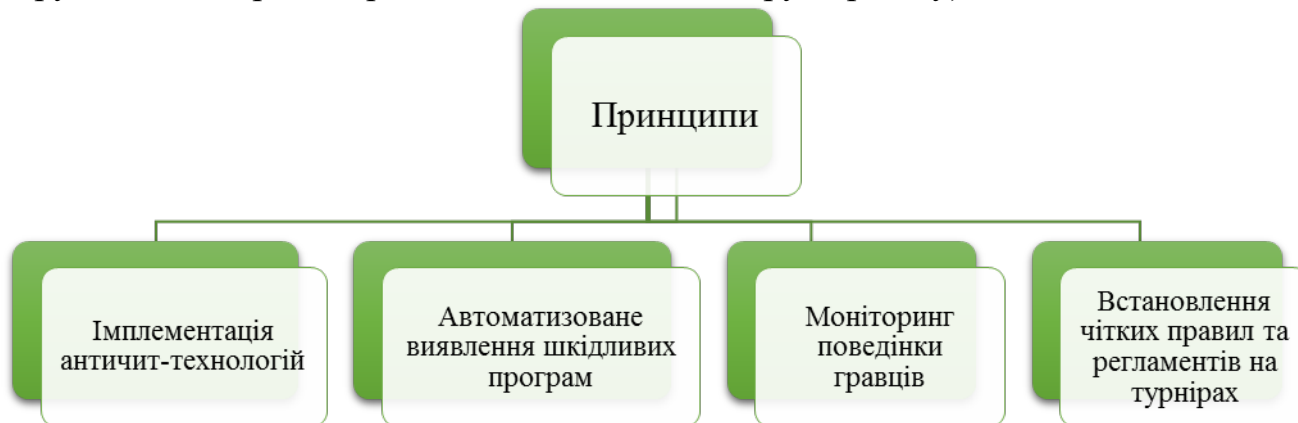 Принципи
Імплементація
античит-технологій
Автоматизоване
виявлення шкідливих
програм
Моніторинг
поведінки
гравців
Встановлення
чітких правил та
регламентів на
турнірах